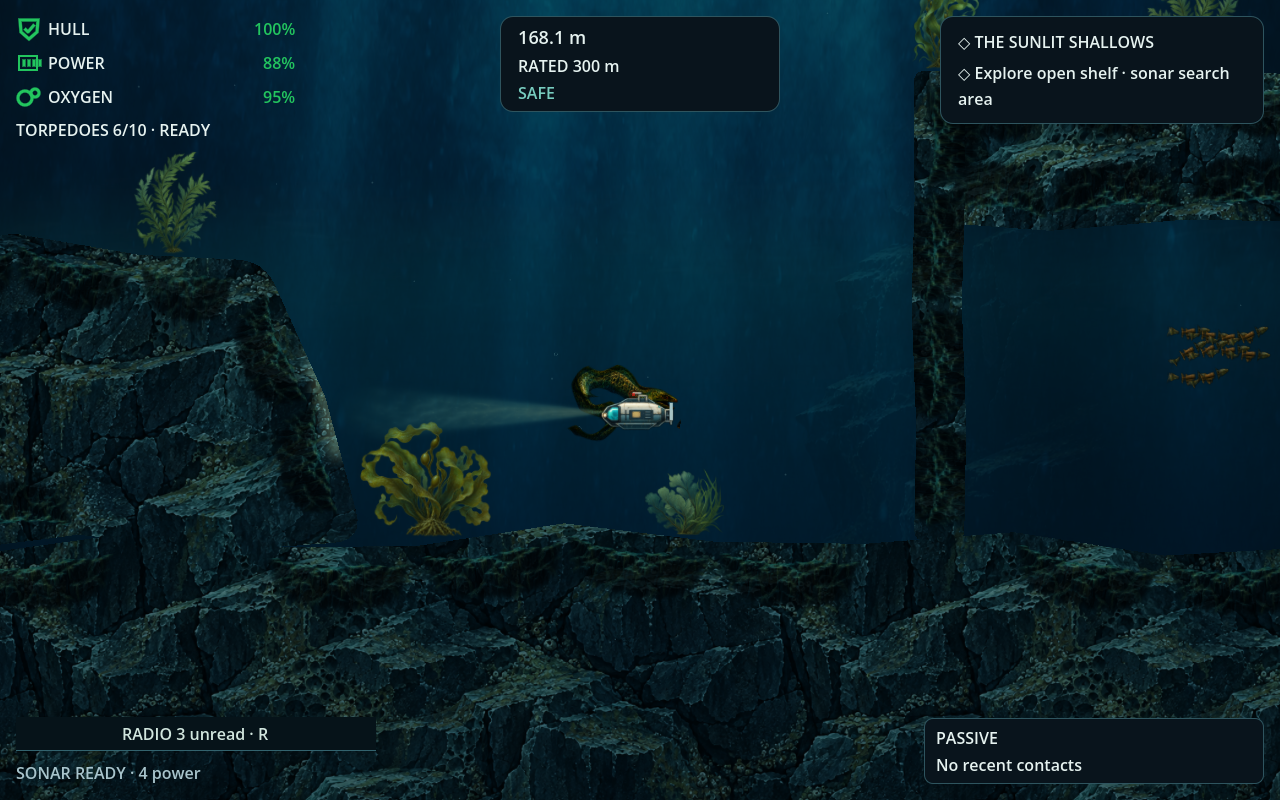 HULL 100%
POWER 88%
OXYGEN 95%
TORPEDOES 6/10 · READY
168.1 m
RATED 300 m
SAFE
◇ THE SUNLIT SHALLOWS
◇ Explore open shelf · sonar search
area
RADIO 3 unread · R
SONAR READY · 4 power
PASSIVE
No recent contacts